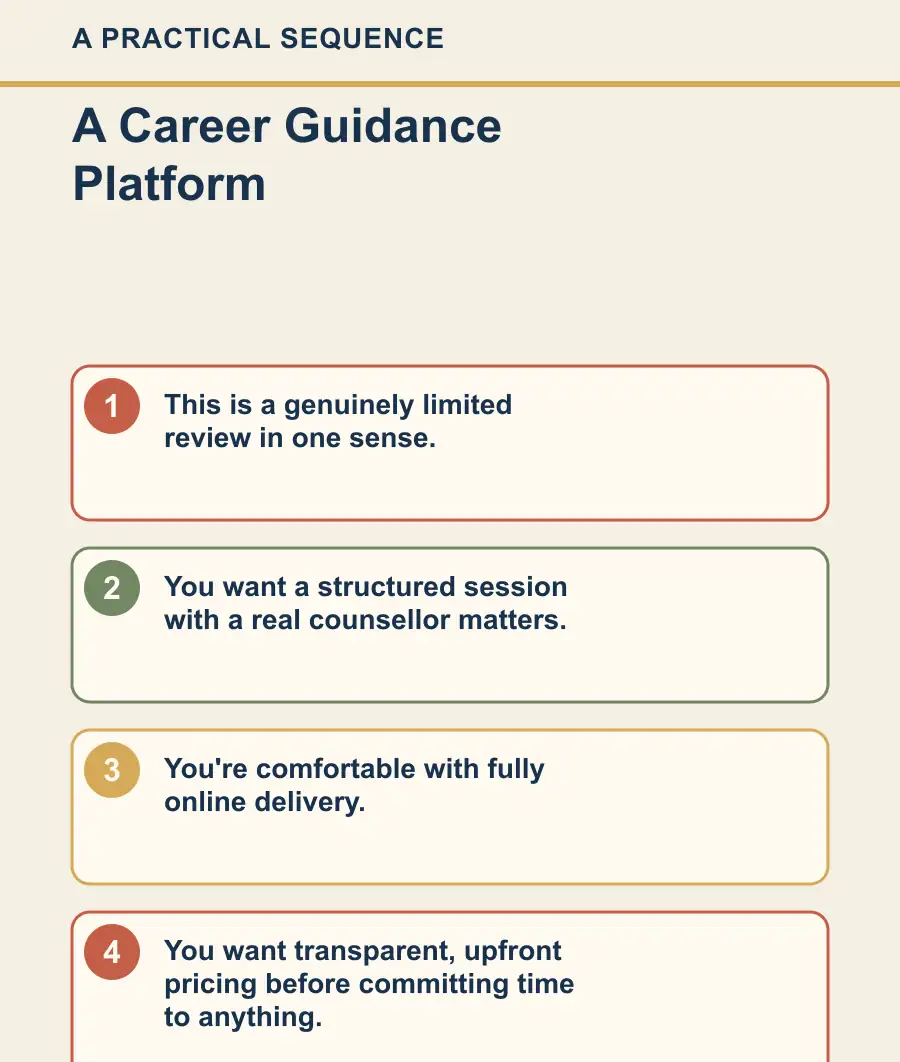 A PRACTICAL SEQUENCE
A Career Guidance
Platform
1
This is a genuinely limited
review in one sense.
2
You want a structured session
with a real counsellor matters.
3
You're comfortable with fully
online delivery.
4
You want transparent, upfront
pricing before committing time
to anything.